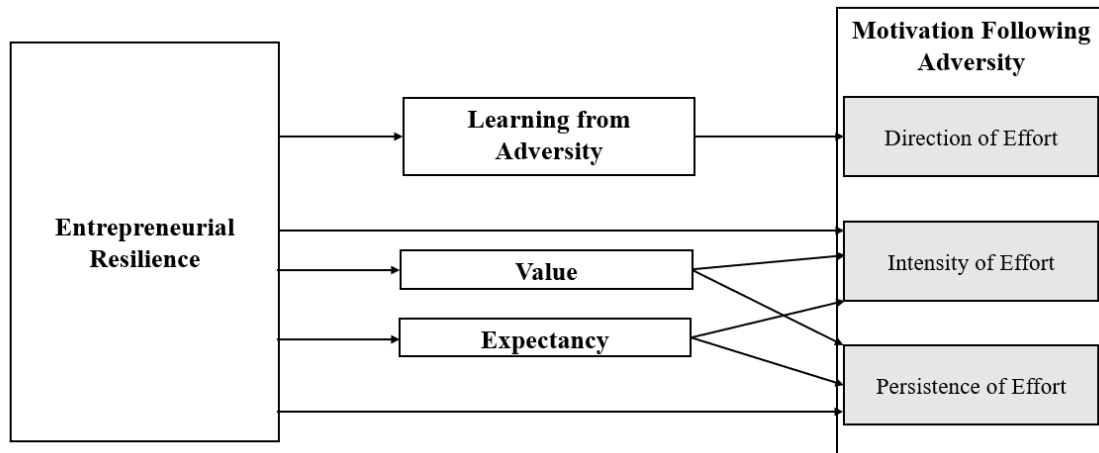 Motivation Following
Adversity
Learning from
Adversity
Direction of Effort
Entrepreneurial
Resilience
Value
Intensity of Effort
Expectancy
Persistence of Effort